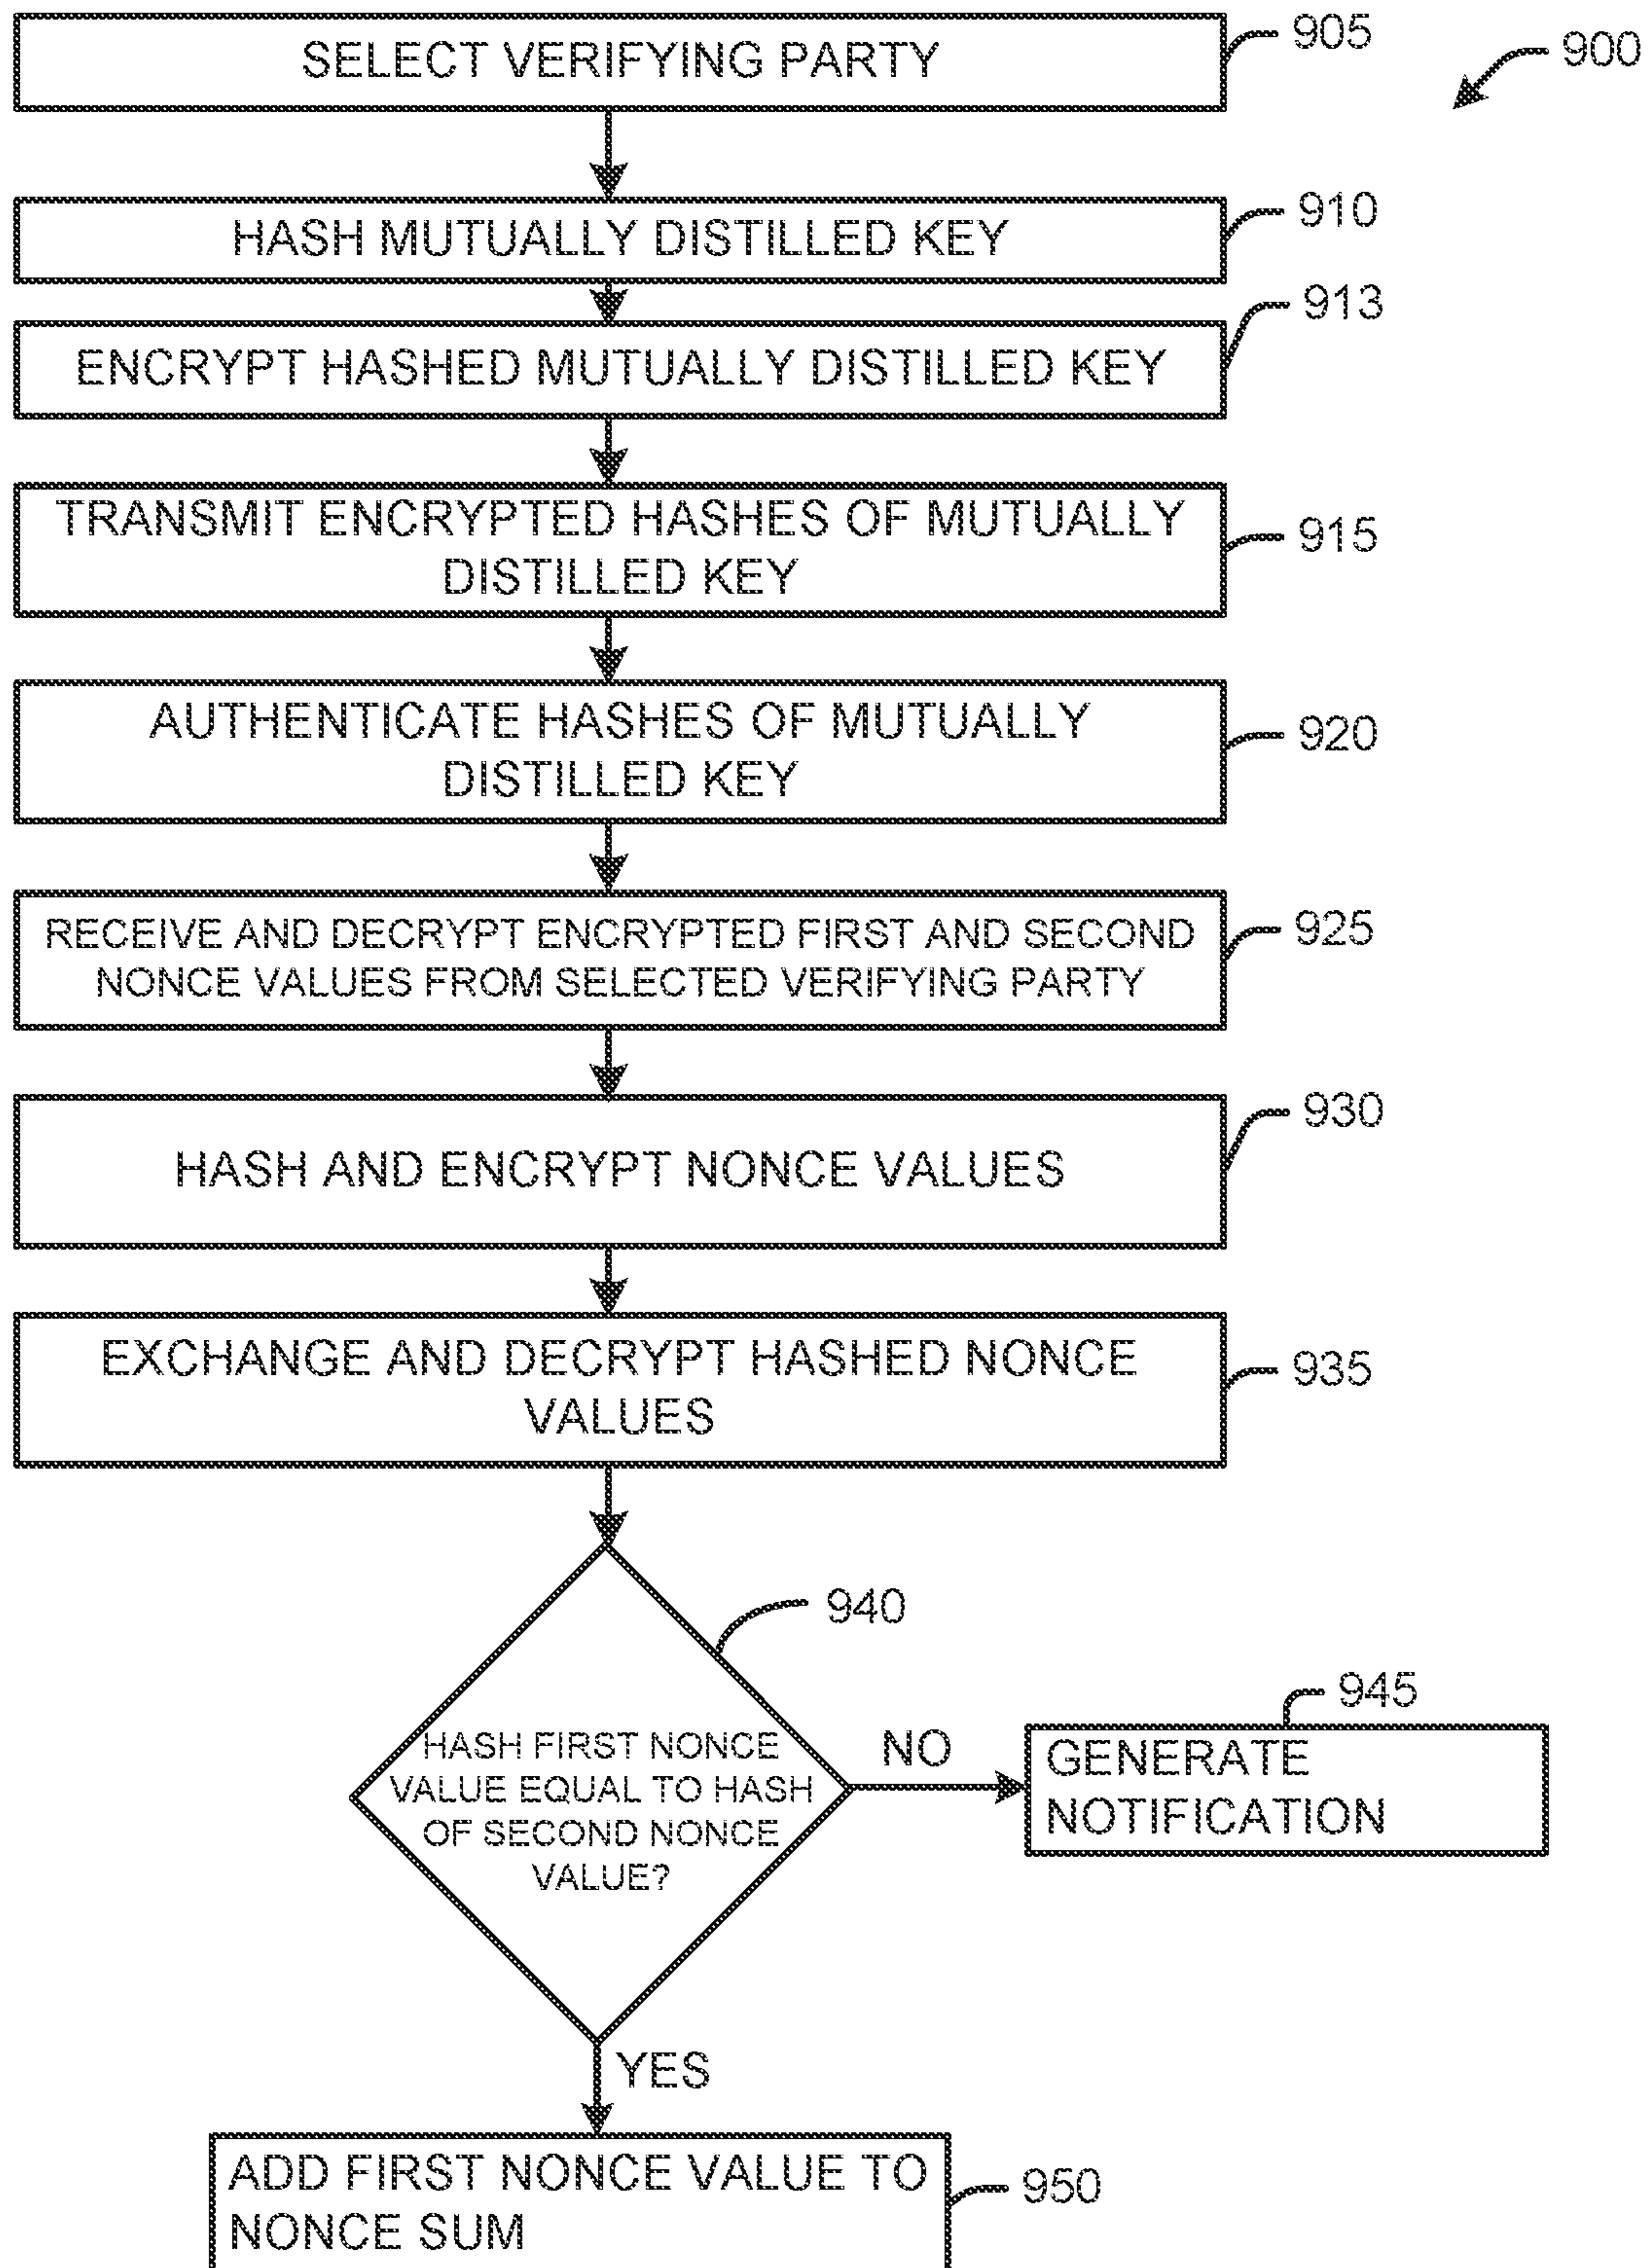 SELECT VERIFYING PARTY
905
900
HASH MUTUALLY DISTILLED KEY
910
913
ENCRYPT HASHED MUTUALLY DISTILLED KEY
TRANSMIT ENCRYPTED HASHES OF MUTUALLY
DISTILLED KEY
915
AUTHENTICATE HASHES OF MUTUALLY
DISTILLED KEY
920
RECEIVE AND DECRYPT ENCRYPTED FIRST AND SECOND
NONCE VALUES FROM SELECTED VERIFYING PARTY
925
HASH AND ENCRYPT NONCE VALUES
930
EXCHANGE AND DECRYPT HASHED NONCE
VALUES
935
940
HASH FIRST NONCE
VALUE EQUAL TO HASH
OF SECOND NONCE
VALUE?
NO
945
GENERATE
NOTIFICATION
YES
ADD FIRST NONCE VALUE TO
NONCE SUM
950